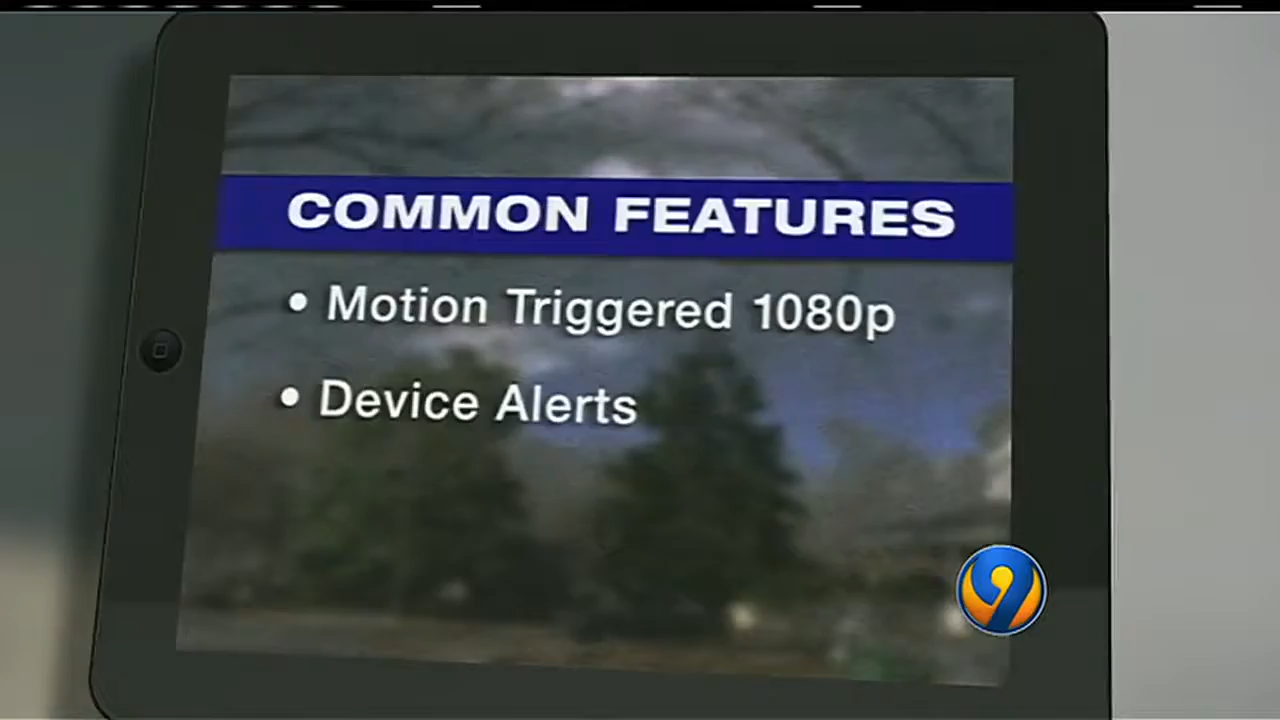 COMMON FEATURES
• Motion Triggered 1080p
• Device Alerts
9